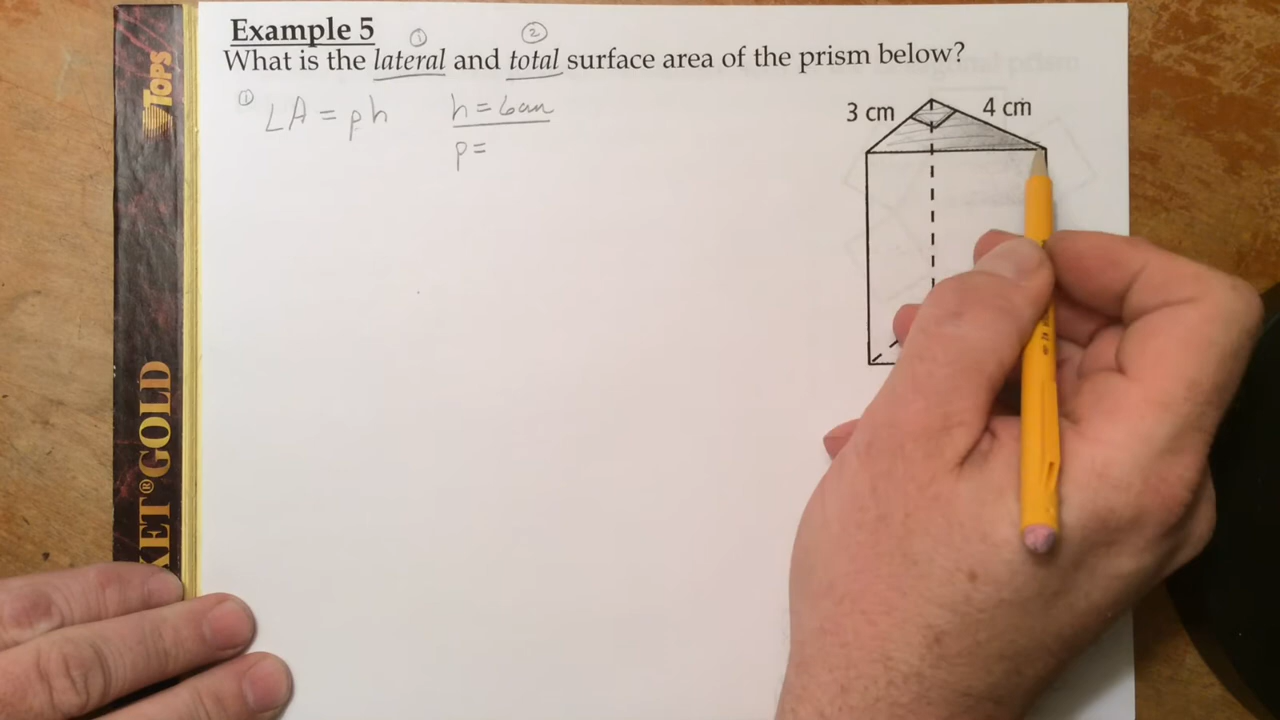 Example 5
① ②
What is the lateral and total surface area of the prism below?
① LA = ph h = 6cm
p =
3 cm 4 cm
TOPS
KET® GOLD